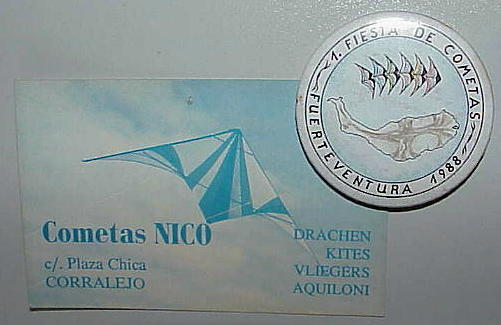 1. FIESTA DE COMETAS
FUERTEVENTURA 1988
Cometas NICO
c/. Plaza Chica
CORRALEJO
DRACHEN
KITES
VLIEGERS
AQUILONI